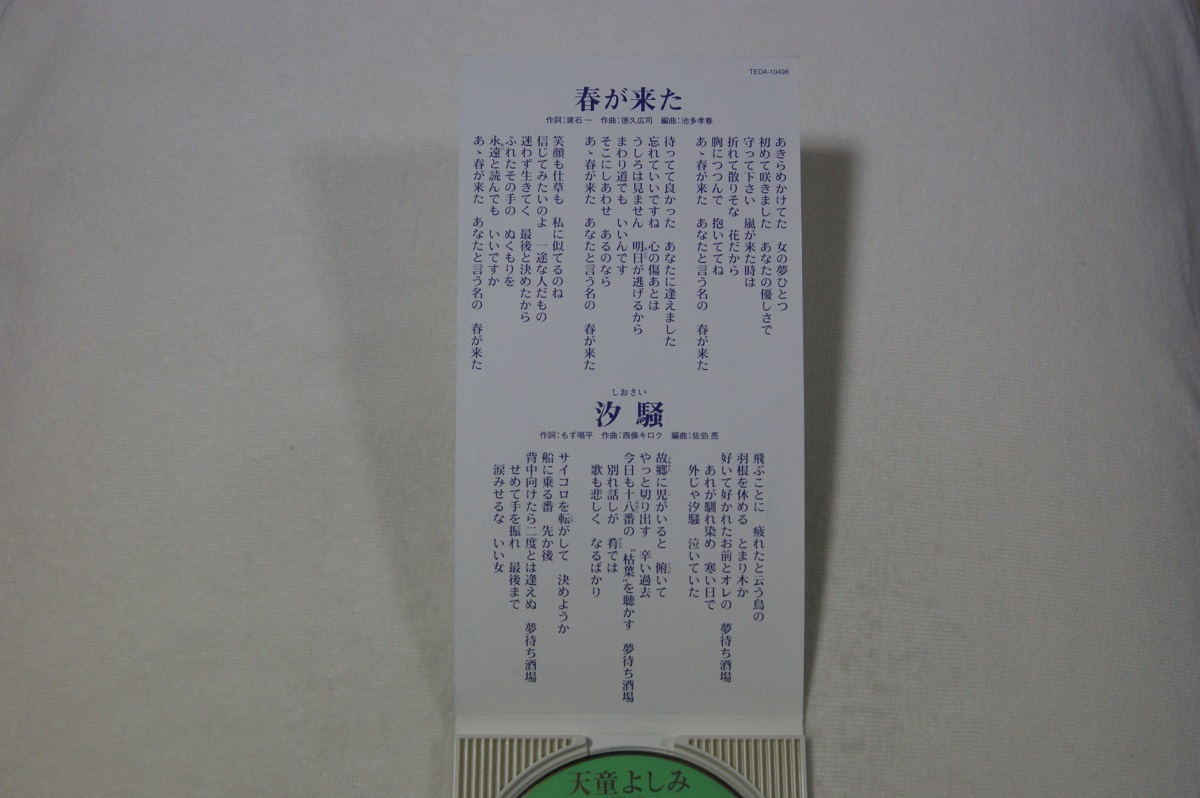 TEDA-10498
春が来た
作詞：建石 一　作曲：徳久広司　編曲：池多孝春
あきらめかけてた　女の夢ひとつ
初めて咲きました　あなたの優しさで
守って下さい　嵐が来た時は
折れて散りそな　花だから
胸につつんで　抱いててね
あゝ春が来た　あなたと言う名の　春が来た
待ってて良かった　あなたに逢えました
忘れていいですね　心の傷あとは
うしろは見ません　明日が逃げるから
まわり道でも　いいんです
そこにしあわせ　あるのなら
あゝ春が来た　あなたと言う名の　春が来た
笑顔も仕草も　私に似てるのね
信じてみたいのよ　一途な人だもの
迷わず生きてく　最後と決めたから
ふれたその手の　ぬくもりを
永遠と読んでも　いいですか
あゝ春が来た　あなたと言う名の　春が来た
しおさい
汐騒
作詞：もず唱平　作曲：西條キロク　編曲：佐伯 亮
飛ぶことに　疲れたと云う鳥の
羽根を休める　とまり木か
好いて好かれたお前とオレの　夢待ち酒場
あれが馴れ染め　寒い日で
外じゃ汐騒　泣いていた
故郷に児がいると　俯いて
やっと切り出す　辛い過去
今日も十八番の　“枯葉”を聴かす　夢待ち酒場
別れ話しが　肴では
歌も悲しく　なるばかり
サイコロを転がして　決めようか
船に乗る番　先か後
背中向けたら二度とは逢えぬ　夢待ち酒場
せめて手を振れ　最後まで
涙みせるな　いい女
天童よしみ